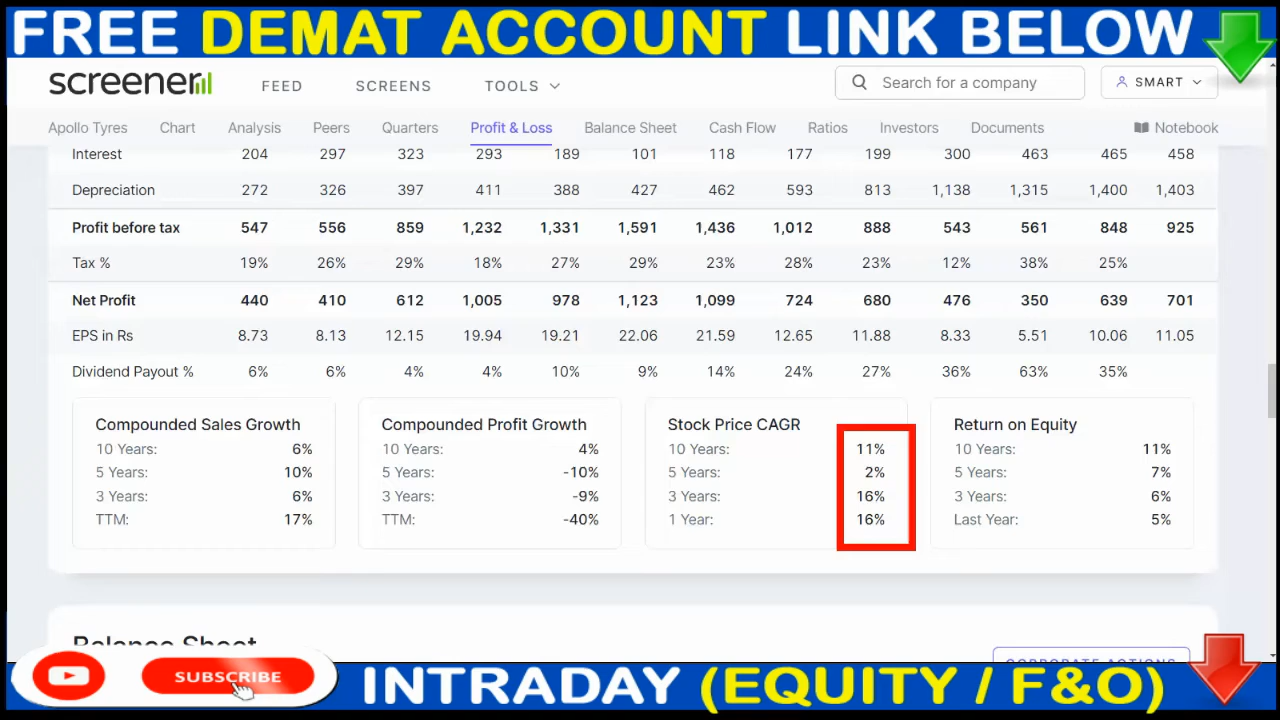 FREE DEMAT ACCOUNT LINK BELOW
screener FEED SCREENS TOOLS Search for a company SMART
Apollo Tyres Chart Analysis Peers Quarters Profit & Loss Balance Sheet Cash Flow Ratios Investors Documents Notebook
Interest 204 297 323 293 189 101 118 177 199 300 463 465 458
Depreciation 272 326 397 411 388 427 462 593 813 1,138 1,315 1,400 1,403
Profit before tax 547 556 859 1,232 1,331 1,591 1,436 1,012 888 543 561 848 925
Tax % 19% 26% 29% 18% 27% 29% 23% 28% 23% 12% 38% 25%
Net Profit 440 410 612 1,005 978 1,123 1,099 724 680 476 350 639 701
EPS in Rs 8.73 8.13 12.15 19.94 19.21 22.06 21.59 12.65 11.88 8.33 5.51 10.06 11.05
Dividend Payout % 6% 6% 4% 4% 10% 9% 14% 24% 27% 36% 63% 35%
Compounded Sales Growth
10 Years: 6%
5 Years: 10%
3 Years: 6%
TTM: 17%
Compounded Profit Growth
10 Years: 4%
5 Years: -10%
3 Years: -9%
TTM: -40%
Stock Price CAGR
10 Years: 11%
5 Years: 2%
3 Years: 16%
1 Year: 16%
Return on Equity
10 Years: 11%
5 Years: 7%
3 Years: 6%
Last Year: 5%
Balance Sheet
CORPORATE ACTIONS
SUBSCRIBE
INTRADAY (EQUITY / F&O)